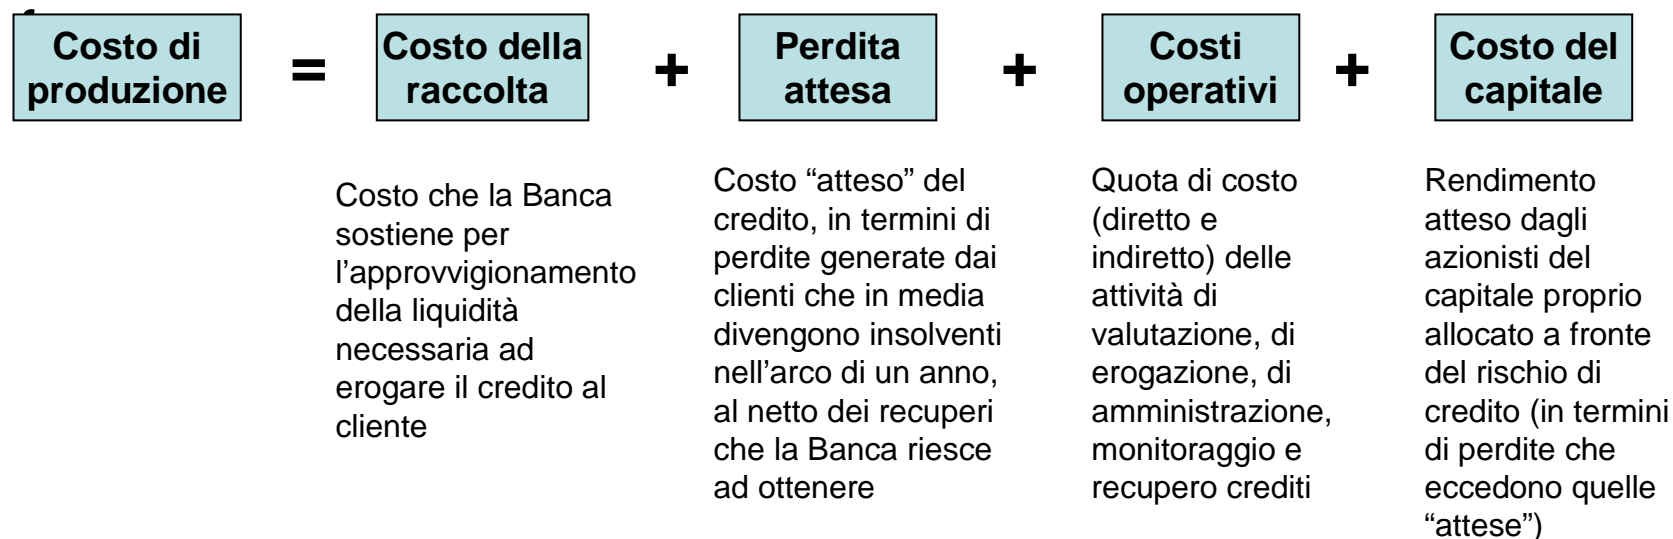 Costo di
produzione
=
Costo della
raccolta
+
Perdita
attesa
+
Costi
operativi
+
Costo del
capitale
Costo che la Banca
sostiene per
l’approvvigionamento
della liquidità
necessaria ad
erogare il credito al
cliente
Costo “atteso” del
credito, in termini di
perdite generate dai
clienti che in media
divengono insolventi
nell’arco di un anno,
al netto dei recuperi
che la Banca riesce
ad ottenere
Quota di costo
(diretto e
indiretto) delle
attività di
valutazione, di
erogazione, di
amministrazione,
monitoraggio e
recupero crediti
Rendimento
atteso dagli
azionisti del
capitale proprio
allocato a fronte
del rischio di
credito (in termini
di perdite che
eccedono quelle
“attese”)